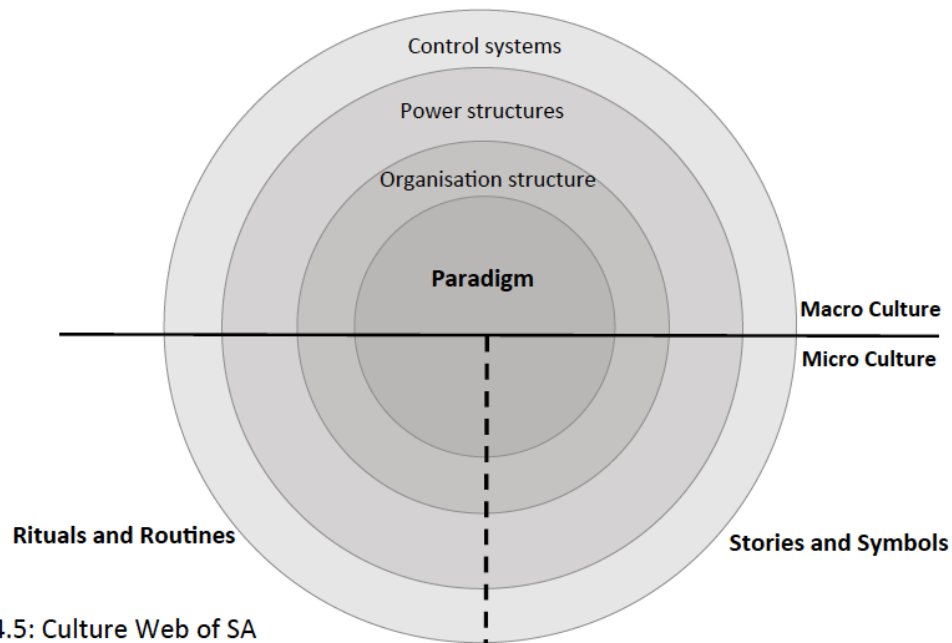 Control systems
Power structures
Organisation structure
Paradigm
Macro Culture
Micro Culture
Rituals and Routines
Stories and Symbols
4.5: Culture Web of SA